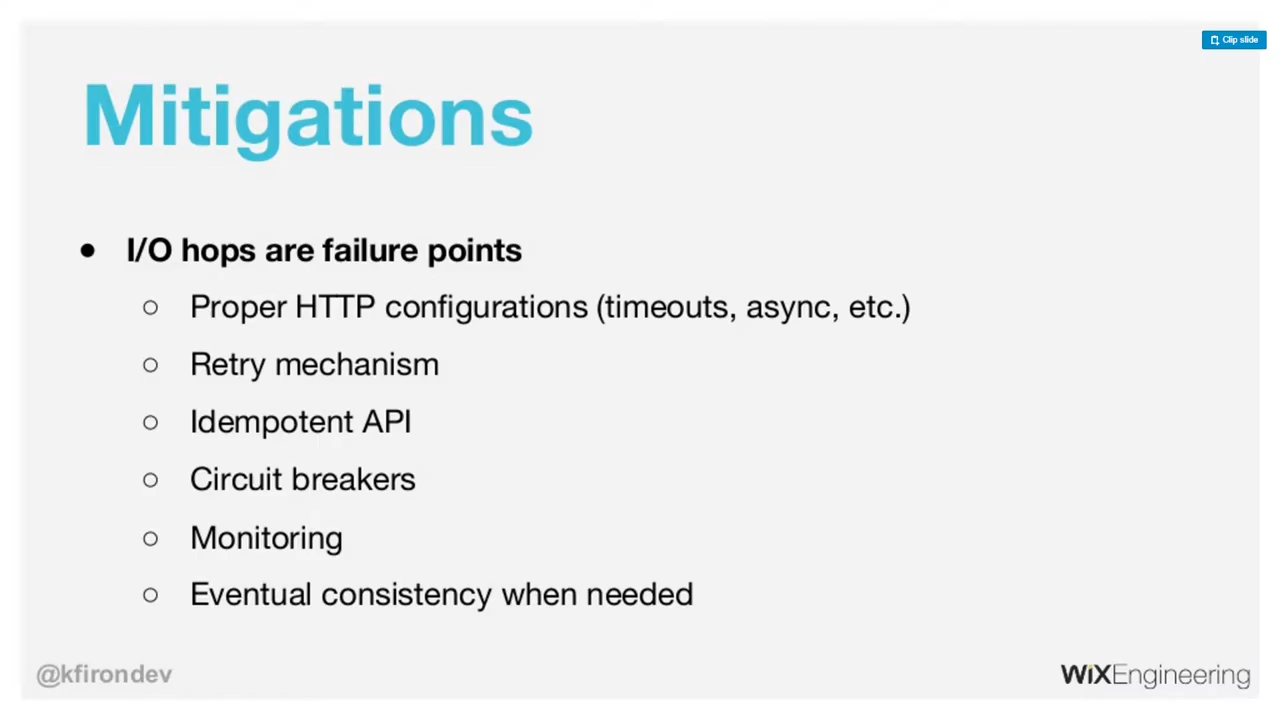 Clip slide
Mitigations
● I/O hops are failure points
○ Proper HTTP configurations (timeouts, async, etc.)
○ Retry mechanism
○ Idempotent API
○ Circuit breakers
○ Monitoring
○ Eventual consistency when needed
@kfirondev
WiXEngineering